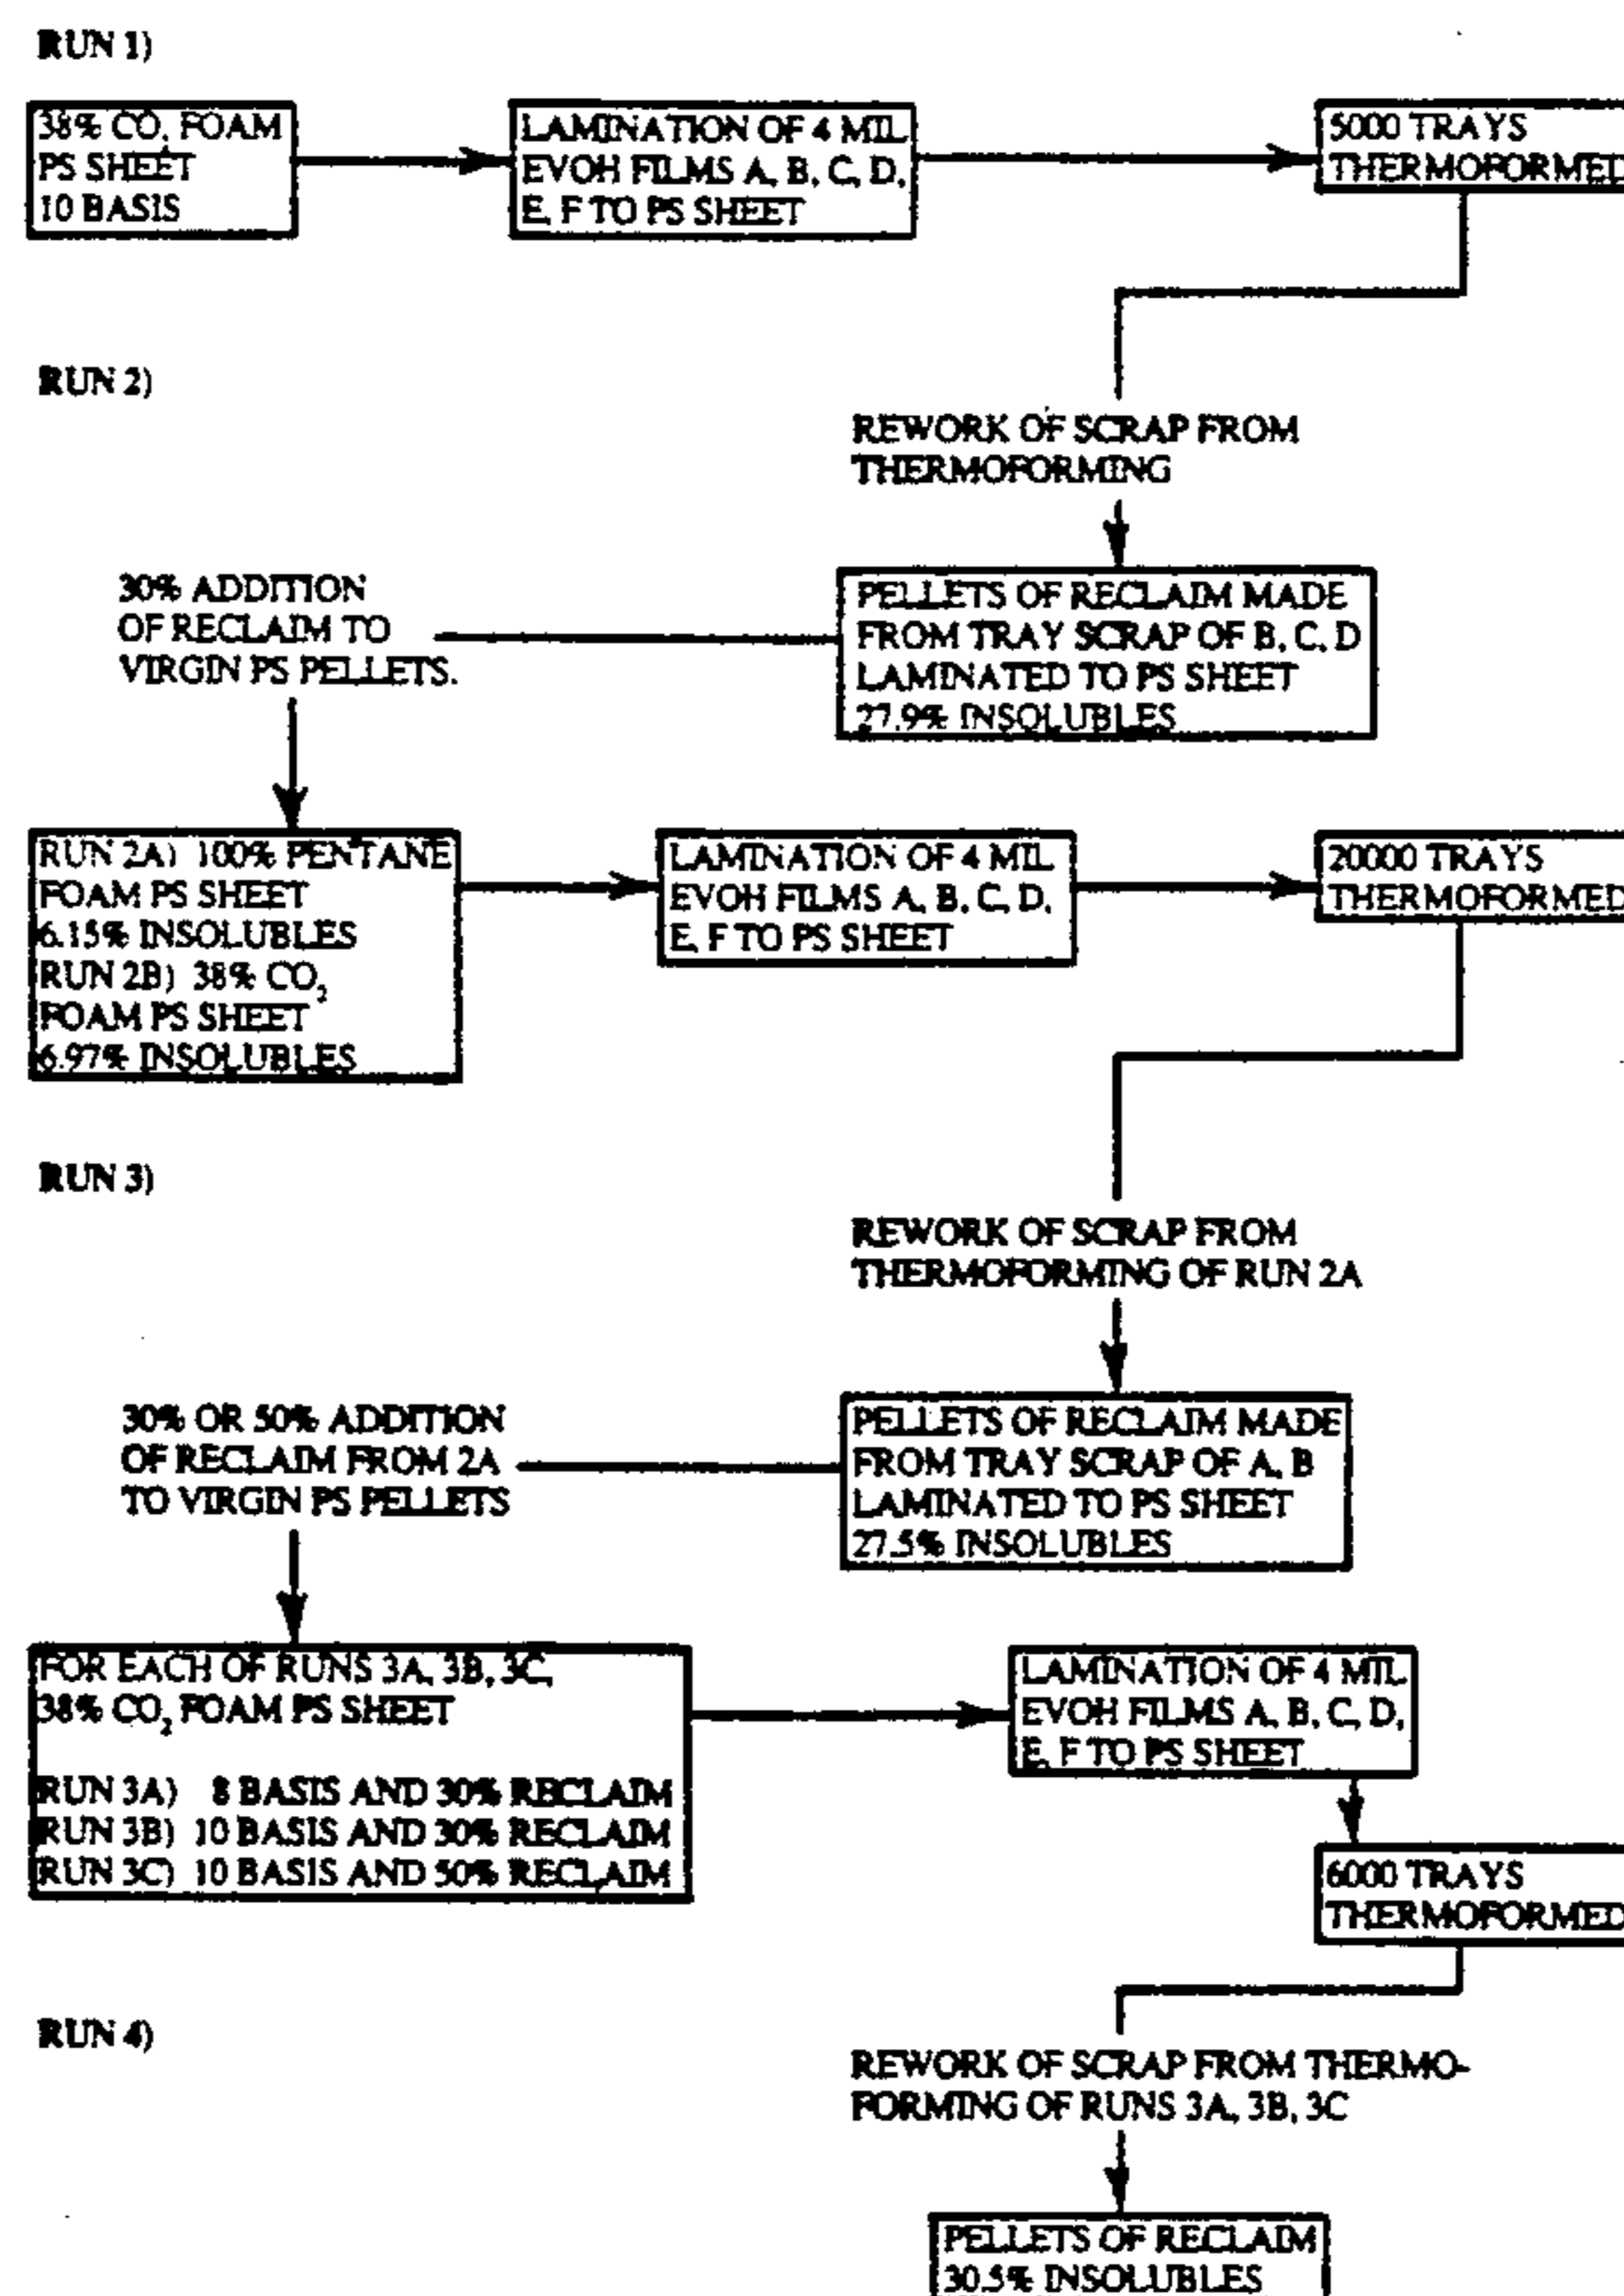 RUN 1)
38% CO2 FOAM
PS SHEET
10 BASIS
LAMINATION OF 4 MIL
EVOH FILMS A, B, C, D,
E, F TO PS SHEET
5000 TRAYS
THERMOFORMED
RUN 2)
REWORK OF SCRAP FROM
THERMOFORMING
PELLETS OF RECLAIM MADE
FROM TRAY SCRAP OF B, C, D
LAMINATED TO PS SHEET
27.9% INSOLUBLES
30% ADDITION
OF RECLAIM TO
VIRGIN PS PELLETS.
RUN 2A) 100% PENTANE
FOAM PS SHEET
6.15% INSOLUBLES
RUN 2B) 38% CO2
FOAM PS SHEET
6.97% INSOLUBLES
LAMINATION OF 4 MIL
EVOH FILMS A, B, C, D,
E, F TO PS SHEET
20000 TRAYS
THERMOFORMED
RUN 3)
REWORK OF SCRAP FROM
THERMOFORMING OF RUN 2A
PELLETS OF RECLAIM MADE
FROM TRAY SCRAP OF A, B
LAMINATED TO PS SHEET
27.5% INSOLUBLES
30% OR 50% ADDITION
OF RECLAIM FROM 2A
TO VIRGIN PS PELLETS
FOR EACH OF RUNS 3A, 3B, 3C,
38% CO2 FOAM PS SHEET
RUN 3A) 8 BASIS AND 30% RECLAIM
RUN 3B) 10 BASIS AND 30% RECLAIM
RUN 3C) 10 BASIS AND 50% RECLAIM
LAMINATION OF 4 MIL
EVOH FILMS A, B, C, D,
E, F TO PS SHEET
6000 TRAYS
THERMOFORMED
RUN 4)
REWORK OF SCRAP FROM THERMO-
FORMING OF RUNS 3A, 3B, 3C
PELLETS OF RECLAIM
30.5% INSOLUBLES